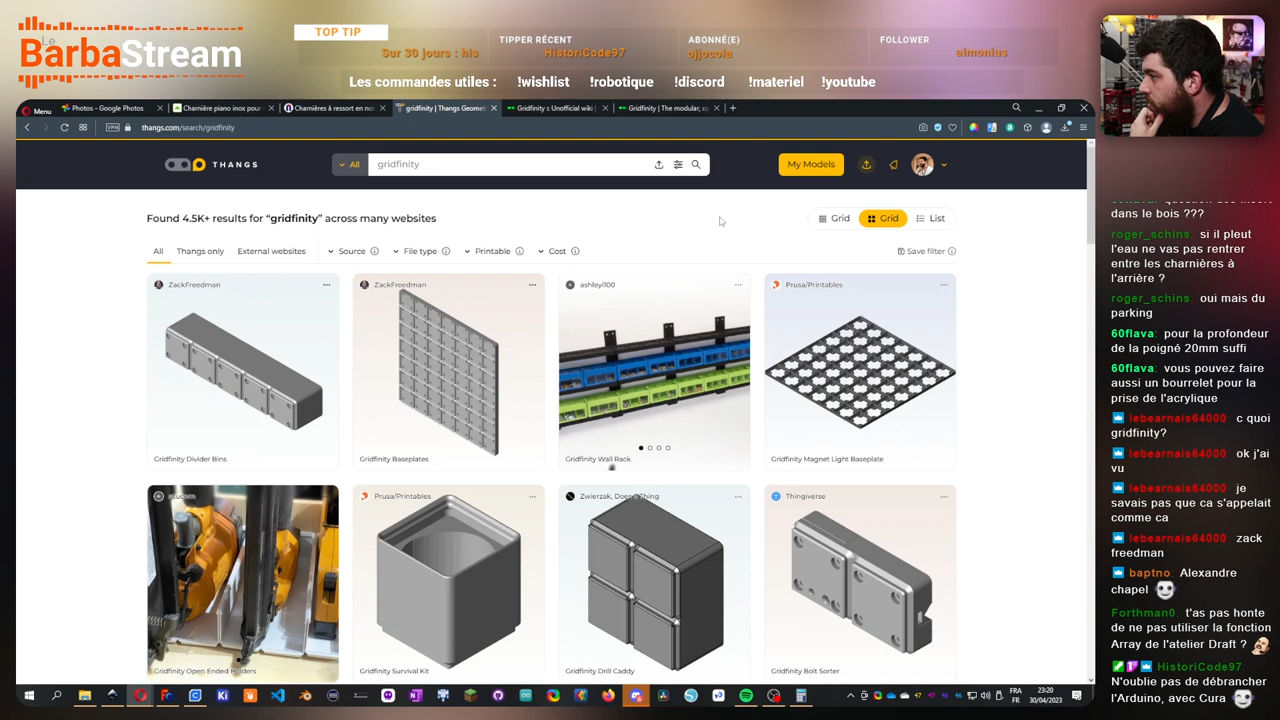 Le
BarbaStream
TOP TIP
Sur 30 jours : his
TIPPER RÉCENT
HistoriCode97
ABONNÉ(E)
ojjocola
FOLLOWER
almonius
Les commandes utiles : !wishlist !robotique !discord !materiel !youtube
Menu
Photos - Google Photos
Charnière piano inox pour
Charnières à ressort en no
gridfinity | Thangs Geome
Gridfinity :: Unofficial wiki |
Gridfinity | The modular, op
VPN
thangs.com/search/gridfinity
THANGS
All
gridfinity
My Models
Found 4.5K+ results for “gridfinity” across many websites
Grid
Grid
List
All
Thangs only
External websites
Source
File type
Printable
Cost
Save filter
ZackFreedman
Gridfinity Divider Bins
ZackFreedman
Gridfinity Baseplates
ashleyl100
Gridfinity Wall Rack
Prusa/Printables
Gridfinity Magnet Light Baseplate
Gridfinity Open Ended Holders
Prusa/Printables
Gridfinity Survival Kit
Zwierzak, Does a Thing
Gridfinity Drill Caddy
Thingiverse
Gridfinity Bolt Sorter
FRA
FR
23:20
30/04/2023
dans le bois ???
roger_schins: si il pleut
l'eau ne vas pas rentrer
entre les charnières à
l'arrière ?
roger_schins: oui mais du
parking
60flava: pour la profondeur
de la poigné 20mm suffi
60flava: vous pouvez faire
aussi un bourrelet pour la
prise de l'acrylique
lebearnais64000: c quoi
gridfinity?
lebearnais64000: ok j'ai
vu
lebearnais64000: je
savais pas que ca s'appelait
comme ca
lebearnais64000: zack
freedman
baptno: Alexandre
chapel
Forthman0: t'as pas honte
de ne pas utiliser la fonction
Array de l'atelier Draft ?
HistoriCode97:
N'oublie pas de débrancher
l'Arduino, avec Cura